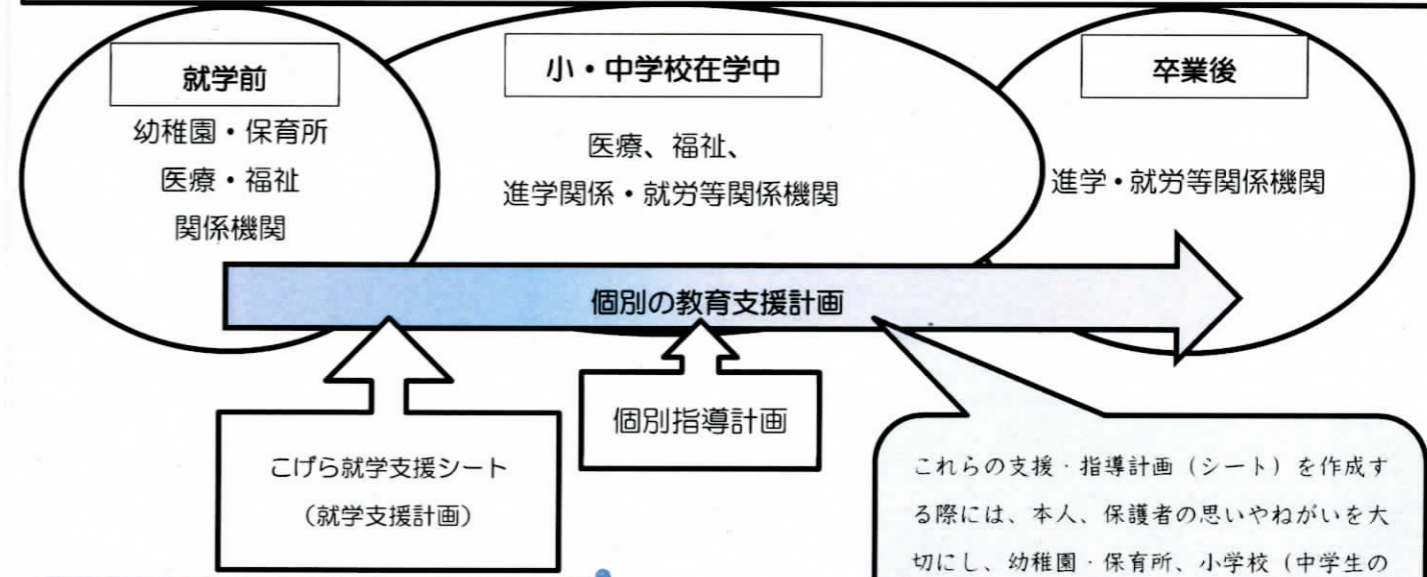 就学前
幼稚園・保育所
医療・福祉
関係機関
小・中学校在学中
医療、福祉、
進学関係・就労等関係機関
卒業後
進学・就労等関係機関
個別の教育支援計画
こげら就学支援シート
（就学支援計画）
個別指導計画
これらの支援・指導計画（シート）を作成す
る際には、本人、保護者の思いやねがいを大
切にし、幼稚園・保育所、小学校（中学生の